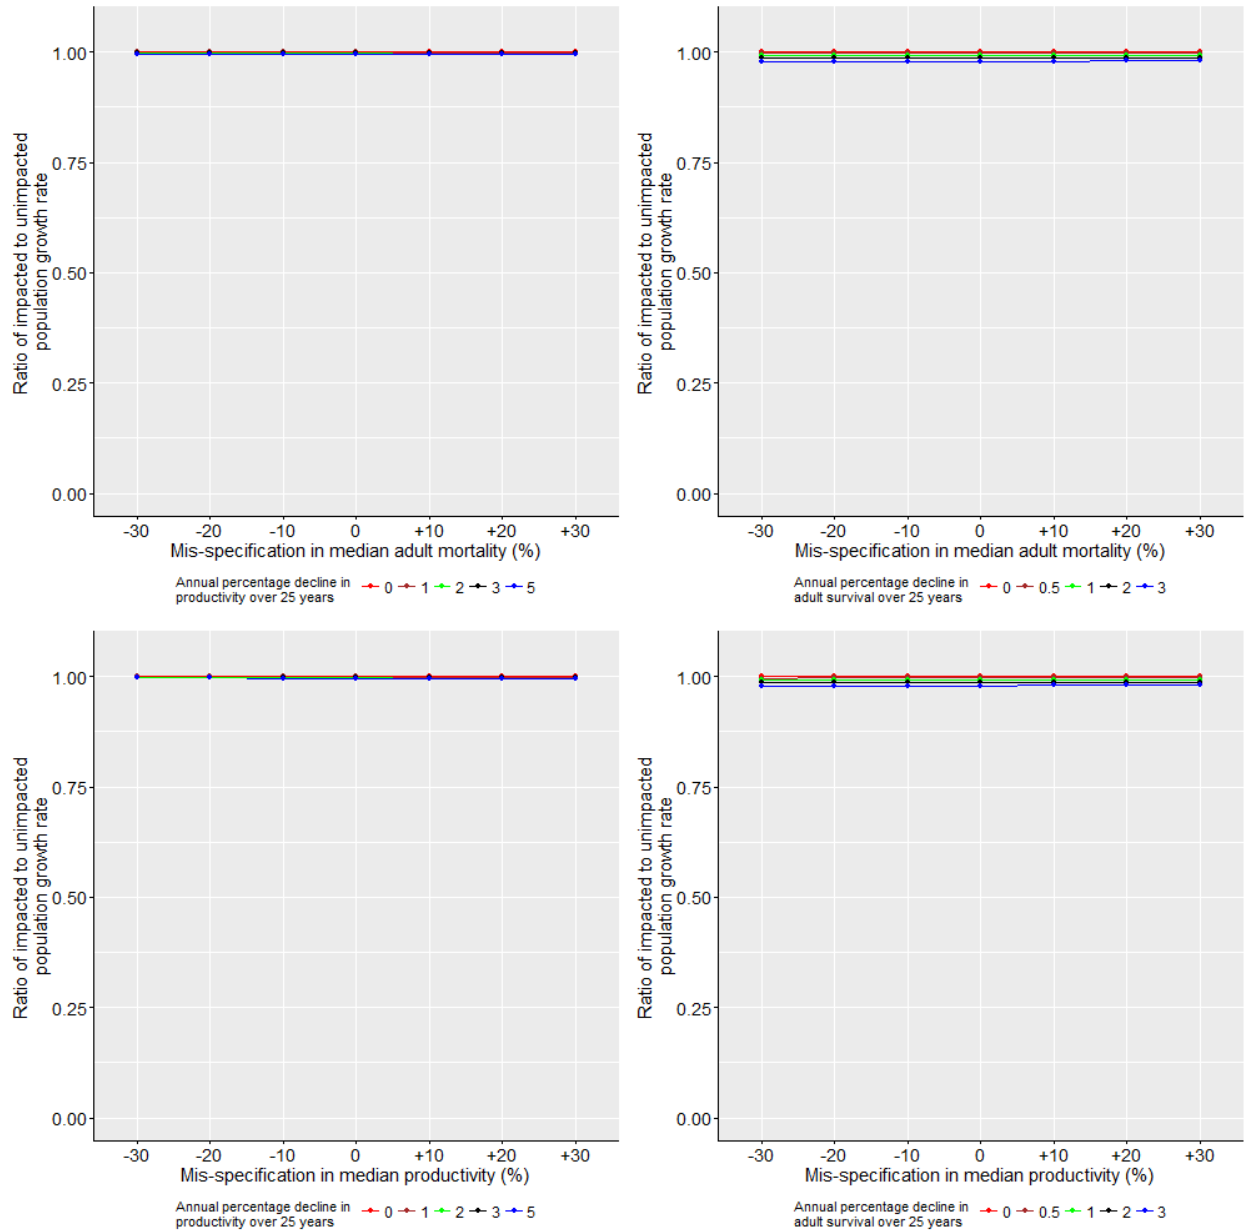 Ratio of impacted to unimpacted
population growth rate
1.00
0.75
0.50
0.25
0.00
-30 -20 -10 0 +10 +20 +30
Mis-specification in median adult mortality (%)
Annual percentage decline in
productivity over 25 years
0 1 2 3 5
Ratio of impacted to unimpacted
population growth rate
1.00
0.75
0.50
0.25
0.00
-30 -20 -10 0 +10 +20 +30
Mis-specification in median adult mortality (%)
Annual percentage decline in
adult survival over 25 years
0 0.5 1 2 3
Ratio of impacted to unimpacted
population growth rate
1.00
0.75
0.50
0.25
0.00
-30 -20 -10 0 +10 +20 +30
Mis-specification in median productivity (%)
Annual percentage decline in
productivity over 25 years
0 1 2 3 5
Ratio of impacted to unimpacted
population growth rate
1.00
0.75
0.50
0.25
0.00
-30 -20 -10 0 +10 +20 +30
Mis-specification in median productivity (%)
Annual percentage decline in
adult survival over 25 years
0 0.5 1 2 3